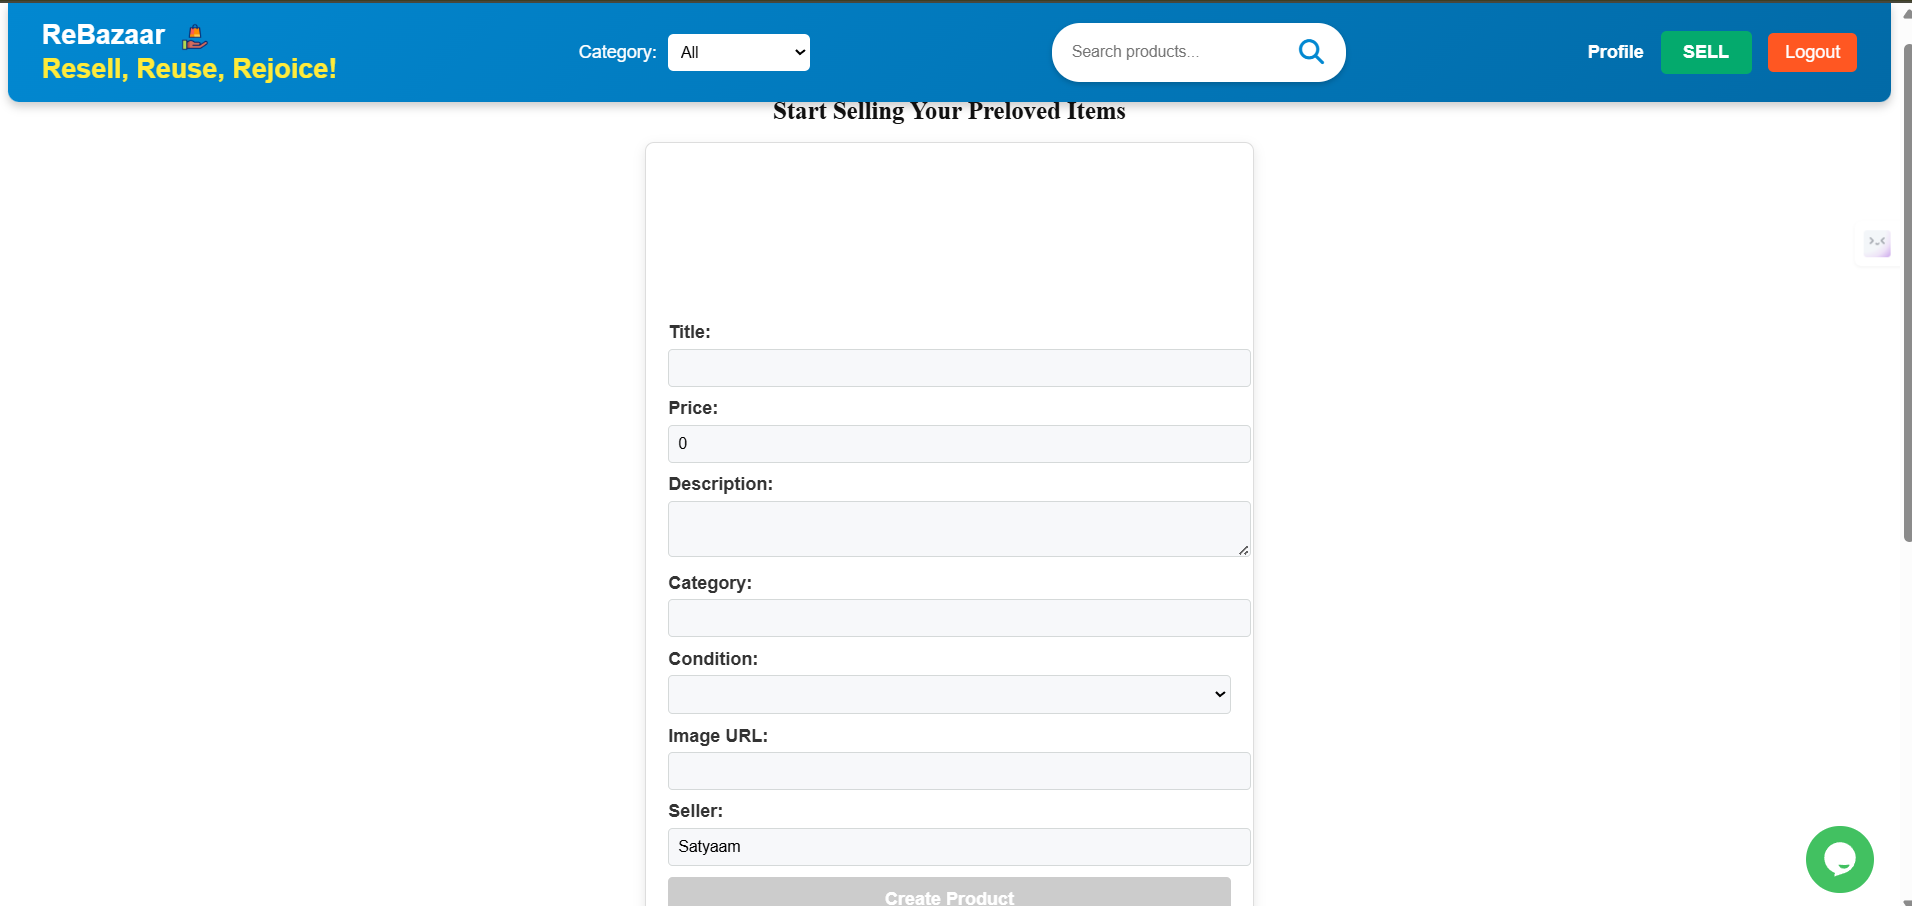 ReBazaar
Resell, Reuse, Rejoice!
Category:
All
Search products...
Profile
SELL
Logout
Start Selling Your Preloved Items
Title:
Price:
0
Description:
Category:
Condition:
Image URL:
Seller:
Satyaam
Create Product